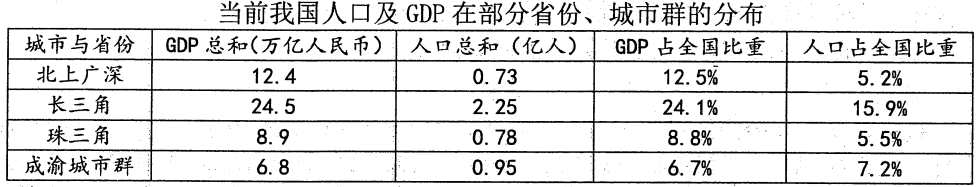 当前我国人口及GDP在部分省份、城市群的分布
城市与省份 GDP总和(万亿人民币) 人口总和(亿人) GDP占全国比重 人口占全国比重
北上广深 12.4 0.73 12.5% 5.2%
长三角 24.5 2.25 24.1% 15.9%
珠三角 8.9 0.78 8.8% 5.5%
成渝城市群 6.8 0.95 6.7% 7.2%